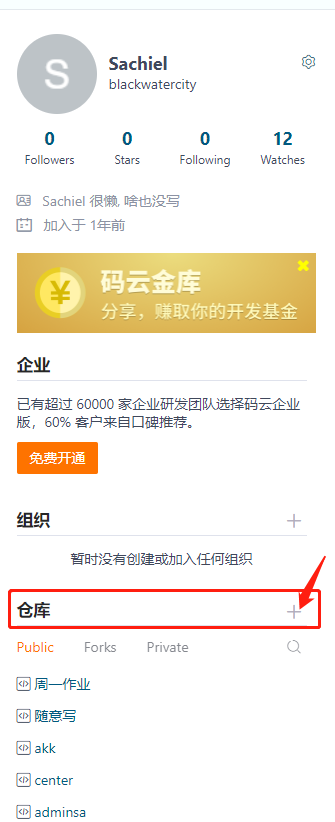 S
Sachiel
blackwatercity
0 0 0 12
Followers Stars Following Watches
Sachiel 很懒, 啥也没写
加入于 1年前
¥ 码云金库
分享，赚取你的开发基金
企业
已有超过 60000 家企业研发团队选择码云企业
版，60% 客户来自口碑推荐。
免费开通
组织
暂时没有创建或加入任何组织
仓库
Public Forks Private
周一作业
随意写
akk
center
adminsa